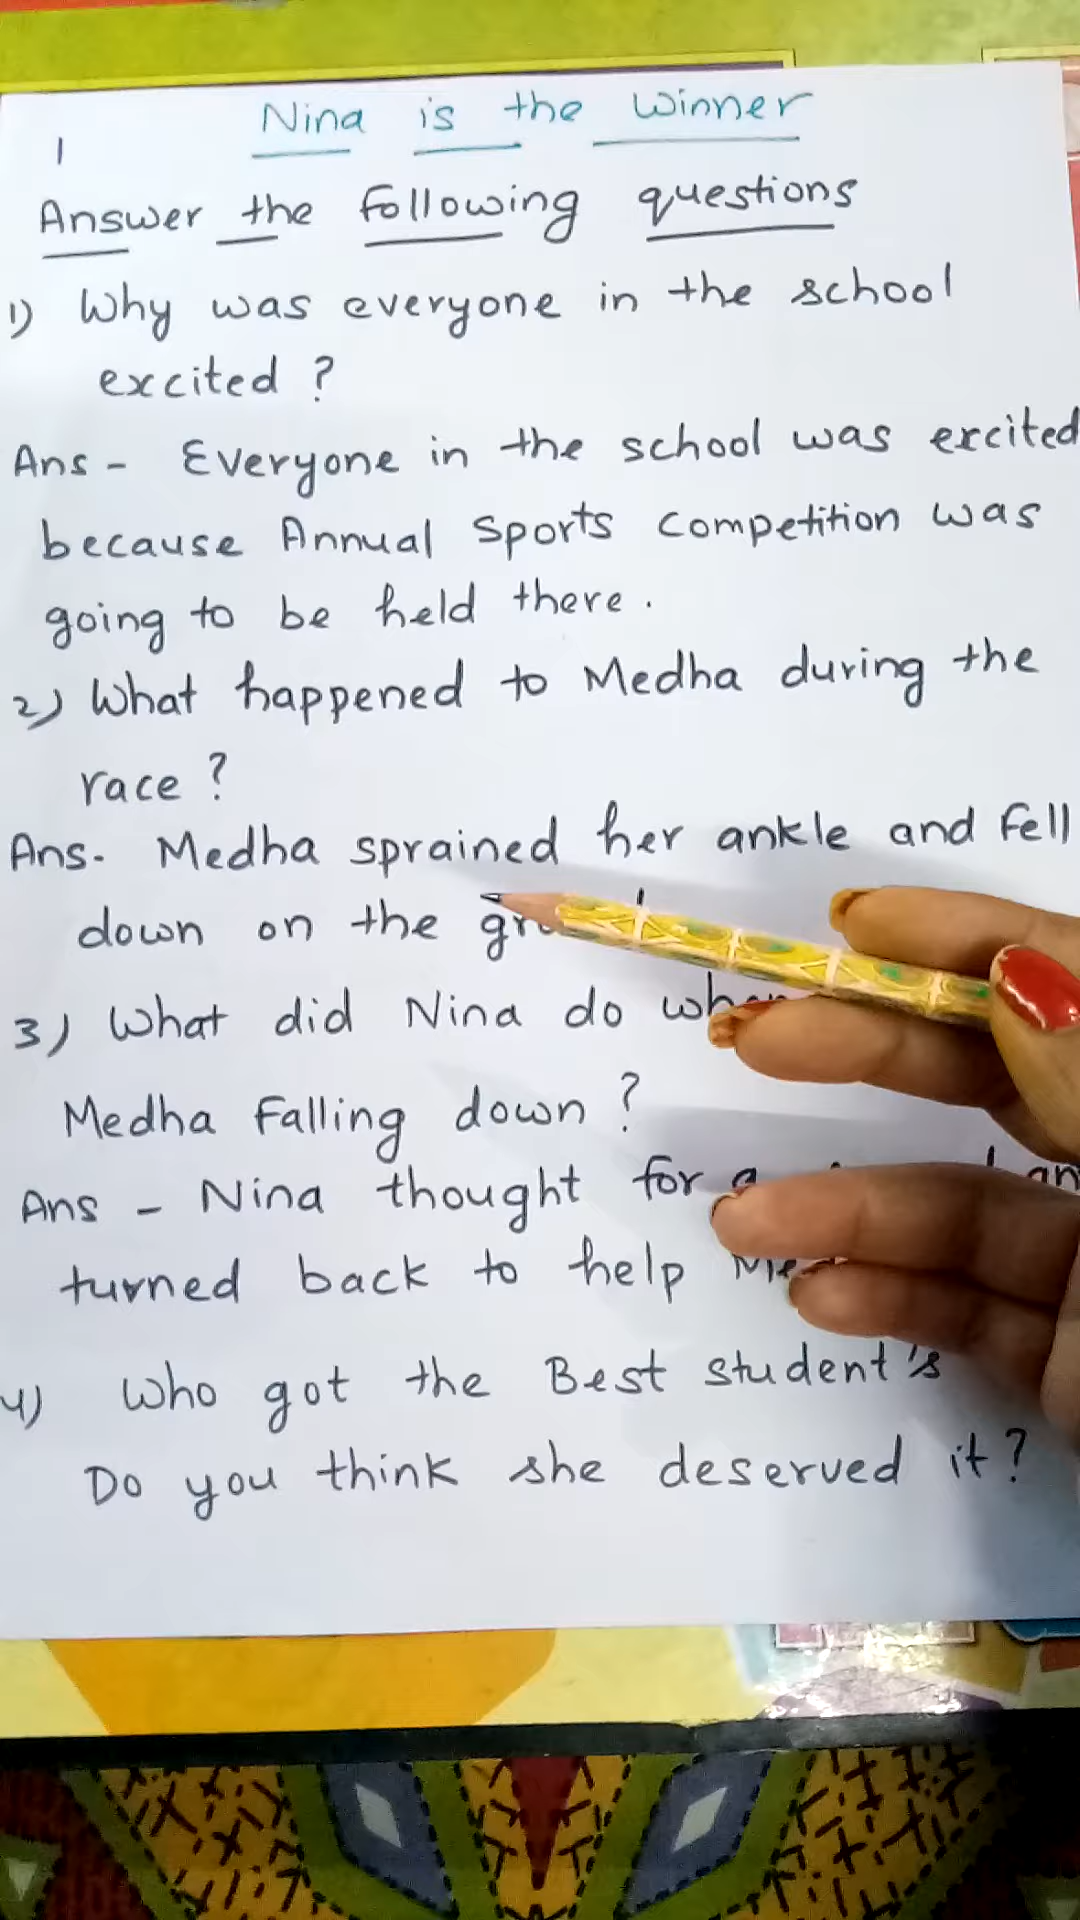 Nina is the winner
1
Answer the following questions
1) Why was everyone in the school
excited ?
Ans - Everyone in the school was excited
because Annual Sports competition was
going to be held there.
2) What happened to Medha during the
race ?
Ans. Medha sprained her ankle and fell
down on the
3) What did Nina do
Medha falling down ?
Ans - Nina thought for a
turned back to help
4) Who got the Best student's
Do you think she deserved it?